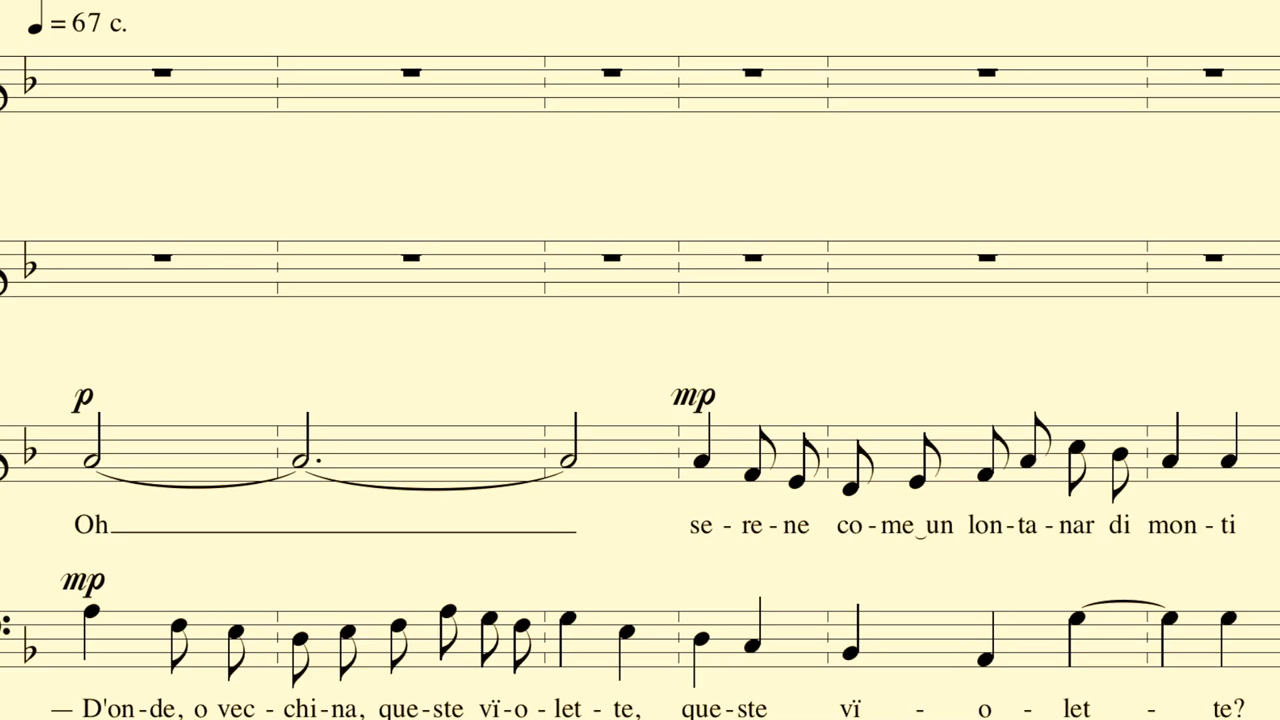 = 67 c.
p
mp
Oh se - re - ne co - me‿un lon - ta - nar di mon - ti
mp
— D'on - de, o vec - chi - na, que - ste vï - o - let - te, que - ste vï - o - let - te?